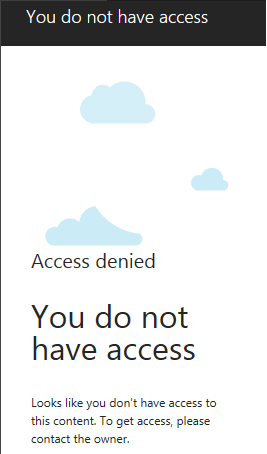 You do not have access
Access denied
You do not
have access
Looks like you don't have access to
this content. To get access, please
contact the owner.